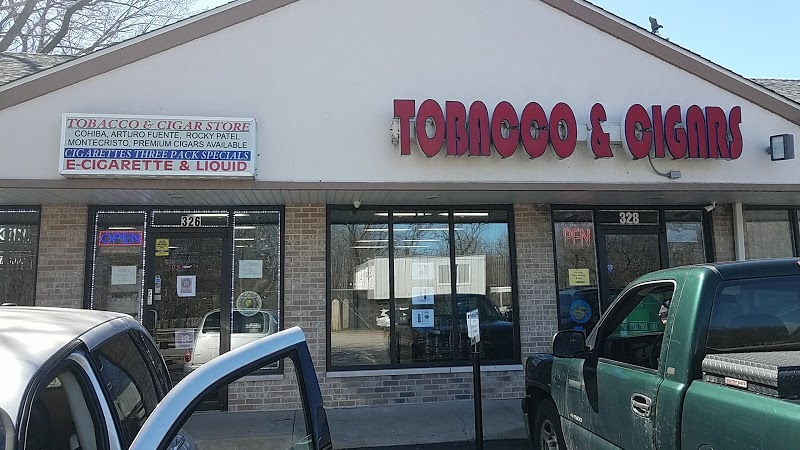 TOBACCO & CIGAR STORE
COHIBA, ARTURO FUENTE, ROCKY PATEL
MONTECRISTO, PREMIUM CIGARS AVAILABLE
CIGARETTES THREE PACK SPECIALS
E-CIGARETTE & LIQUID
TOBACCO & CIGARS
326
328
OPEN
PEN